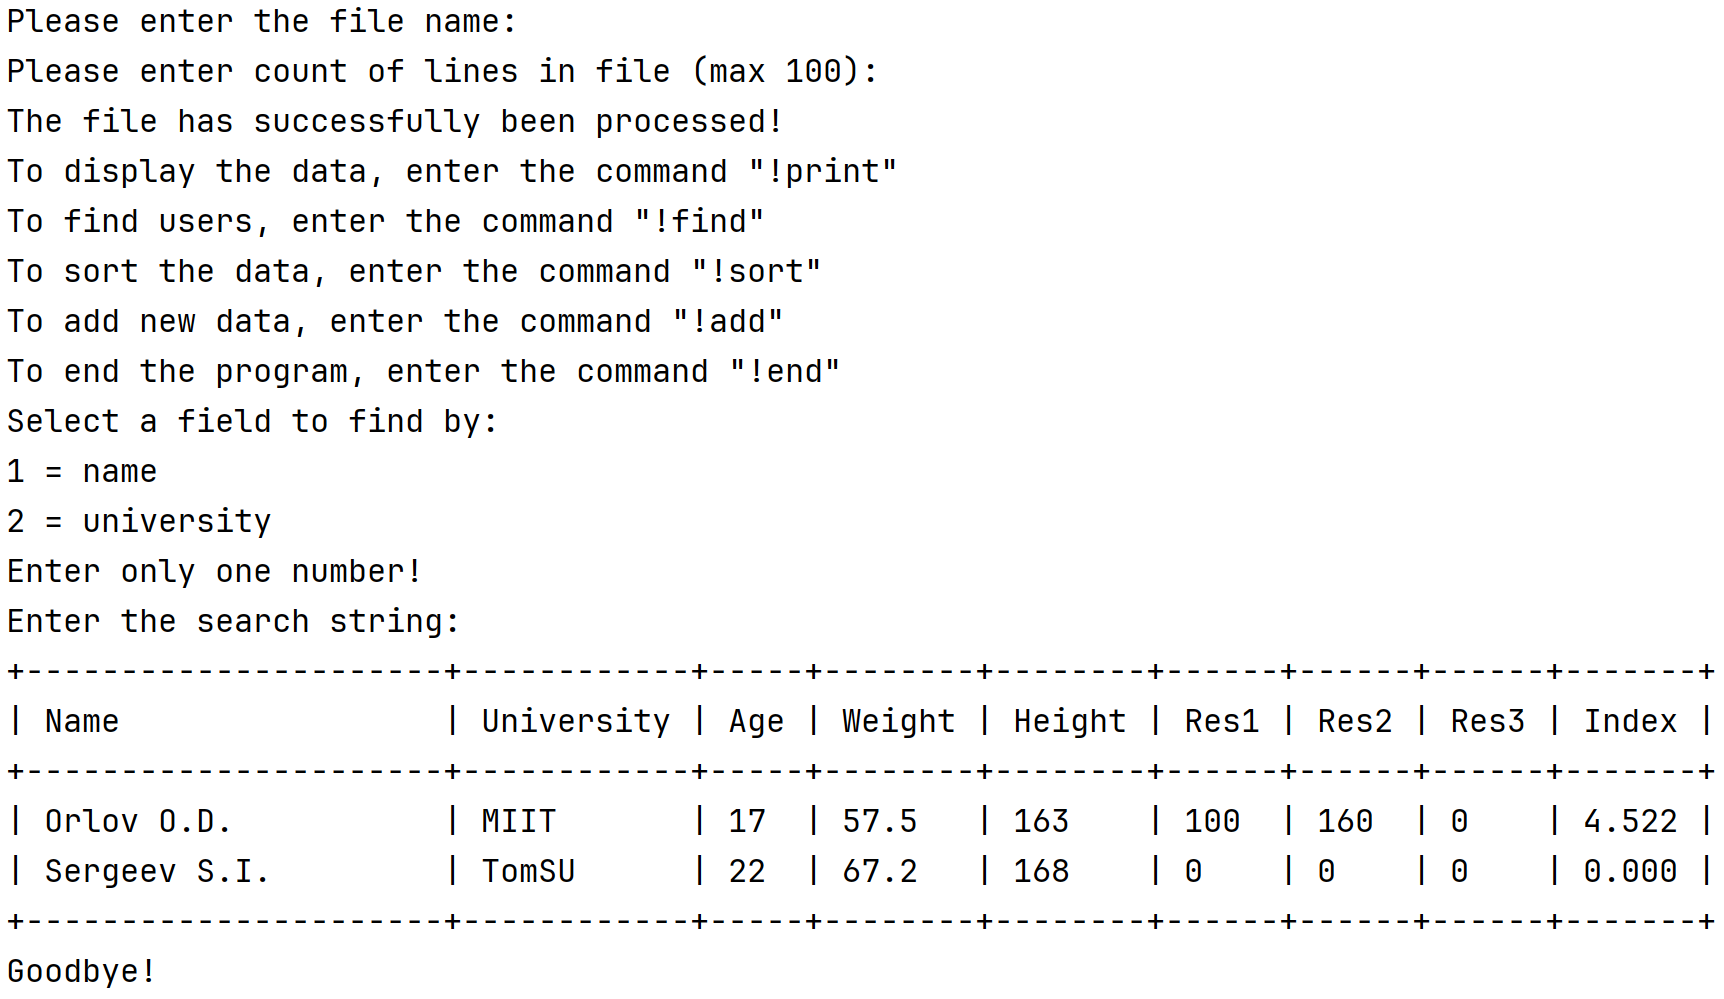 Please enter the file name:
Please enter count of lines in file (max 100):
The file has successfully been processed!
To display the data, enter the command "!print"
To find users, enter the command "!find"
To sort the data, enter the command "!sort"
To add new data, enter the command "!add"
To end the program, enter the command "!end"
Select a field to find by:
1 = name
2 = university
Enter only one number!
Enter the search string:
+----------------------+------------+-----+--------+--------+------+------+------+-------+
| Name                 | University | Age | Weight | Height | Res1 | Res2 | Res3 | Index |
+----------------------+------------+-----+--------+--------+------+------+------+-------+
| Orlov O.D.           | MIIT       | 17  | 57.5   | 163    | 100  | 160  | 0    | 4.522 |
| Sergeev S.I.         | TomSU      | 22  | 67.2   | 168    | 0    | 0    | 0    | 0.000 |
+----------------------+------------+-----+--------+--------+------+------+------+-------+
Goodbye!